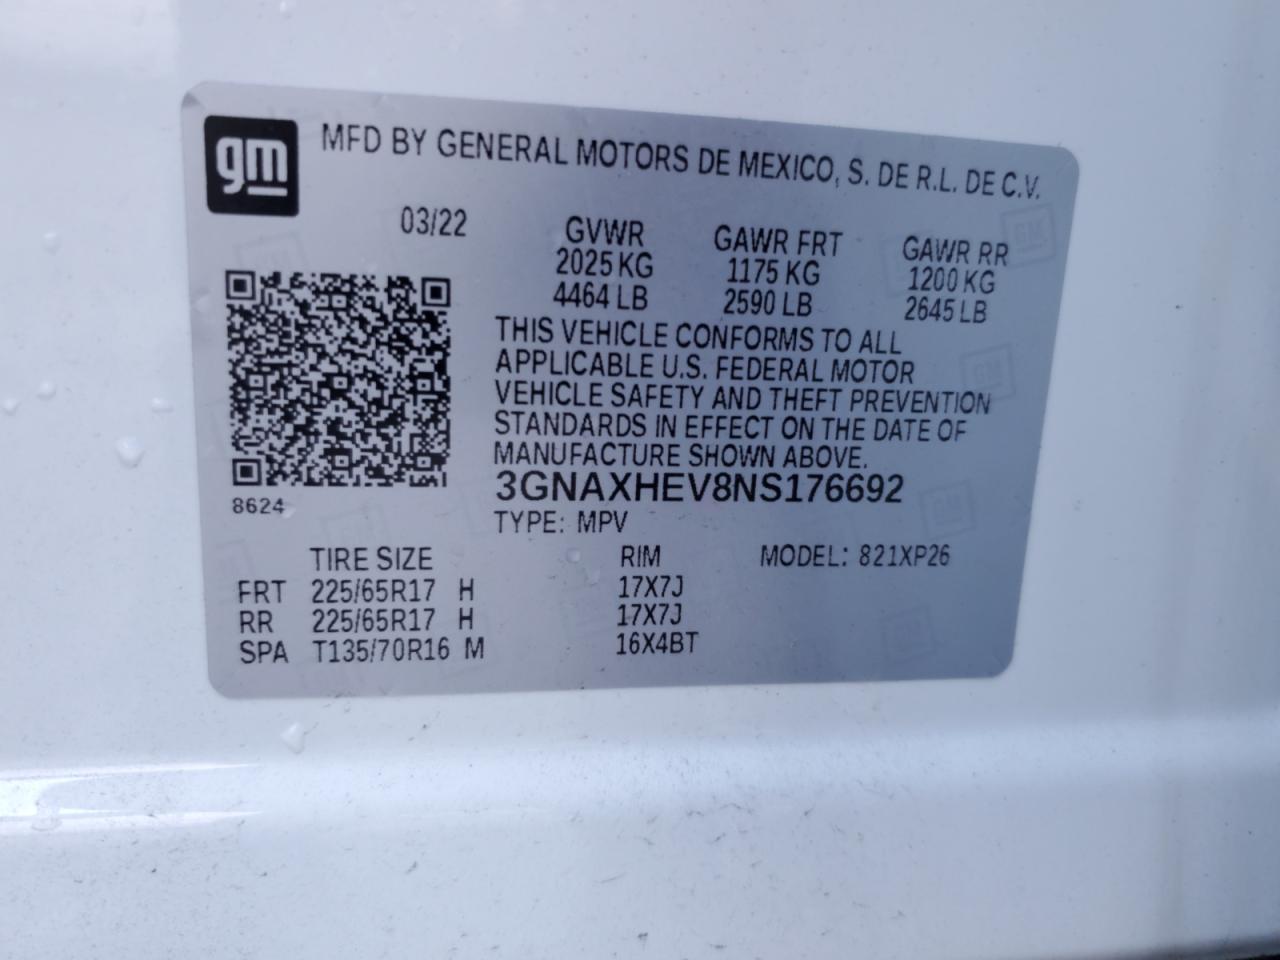 gm
MFD BY GENERAL MOTORS DE MEXICO, S. DE R.L. DE C.V.
03/22 GVWR GAWR FRT GAWR RR
2025 KG 1175 KG 1200 KG
4464 LB 2590 LB 2645 LB
THIS VEHICLE CONFORMS TO ALL
APPLICABLE U.S. FEDERAL MOTOR
VEHICLE SAFETY AND THEFT PREVENTION
STANDARDS IN EFFECT ON THE DATE OF
MANUFACTURE SHOWN ABOVE.
3GNAXHEV8NS176692
8624
TYPE: MPV
TIRE SIZE RIM MODEL: 821XP26
FRT 225/65R17 H 17X7J
RR 225/65R17 H 17X7J
SPA T135/70R16 M 16X4BT